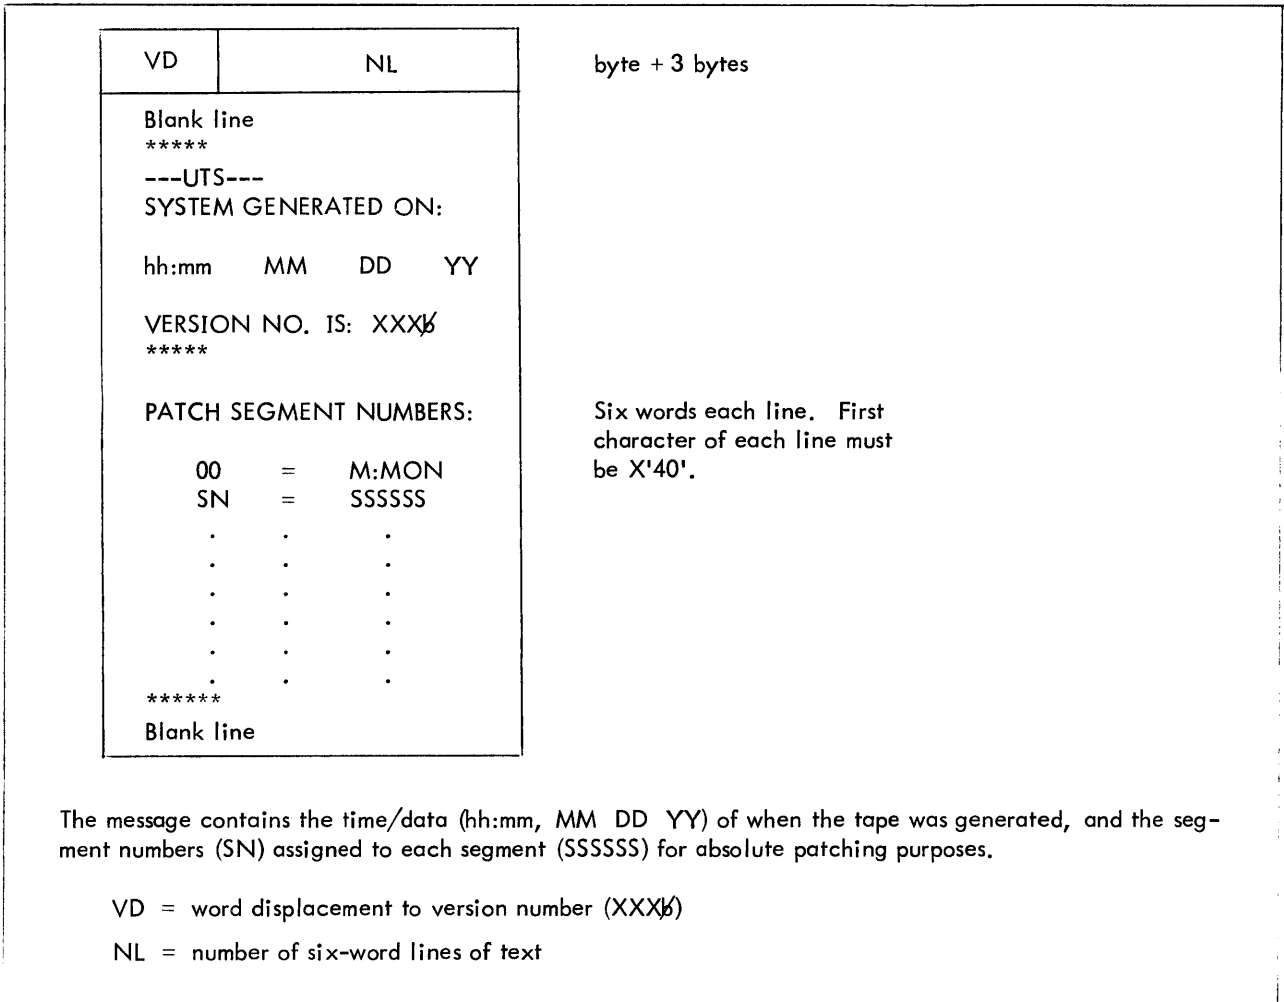 VD NL byte + 3 bytes
Blank line
*****
---UTS---
SYSTEM GENERATED ON:
hh:mm MM DD YY
VERSION NO. IS: XXXb̸
*****
PATCH SEGMENT NUMBERS: Six words each line. First
character of each line must
00 = M:MON be X'40'.
SN = SSSSSS
. . .
. . .
. . .
. . .
. . .
. . .
******
Blank line
The message contains the time/data (hh:mm, MM DD YY) of when the tape was generated, and the seg-
ment numbers (SN) assigned to each segment (SSSSSS) for absolute patching purposes.
VD = word displacement to version number (XXXb̸)
NL = number of six-word lines of text